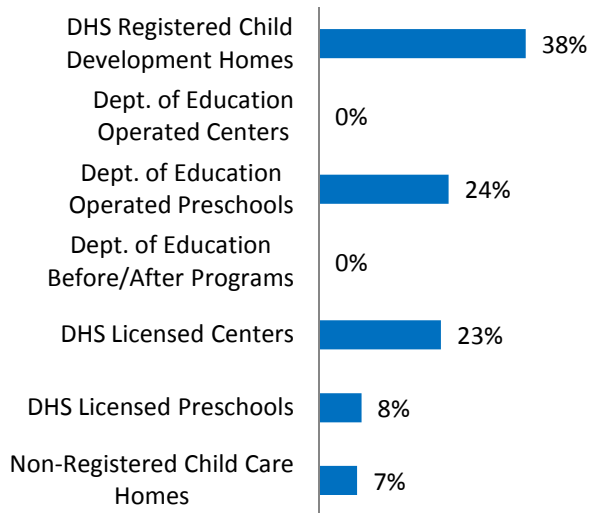 DHS Registered Child
Development Homes
38%
Dept. of Education
Operated Centers
0%
Dept. of Education
Operated Preschools
24%
Dept. of Education
Before/After Programs
0%
DHS Licensed Centers
23%
DHS Licensed Preschools
8%
Non-Registered Child Care
Homes
7%